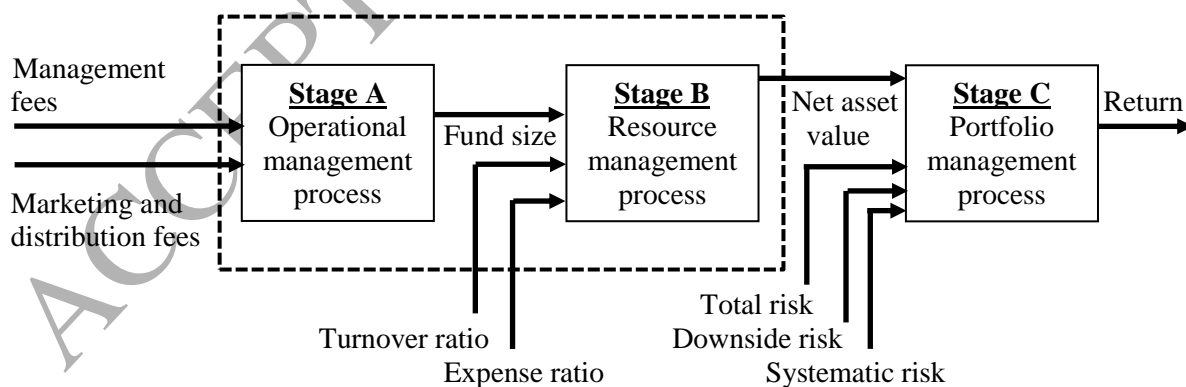 Management
fees
Marketing and
distribution fees
Stage A
Operational
management
process
Fund size
Turnover ratio
Expense ratio
Stage B
Resource
management
process
Net asset
value
Total risk
Downside risk
Systematic risk
Stage C
Portfolio
management
process
Return